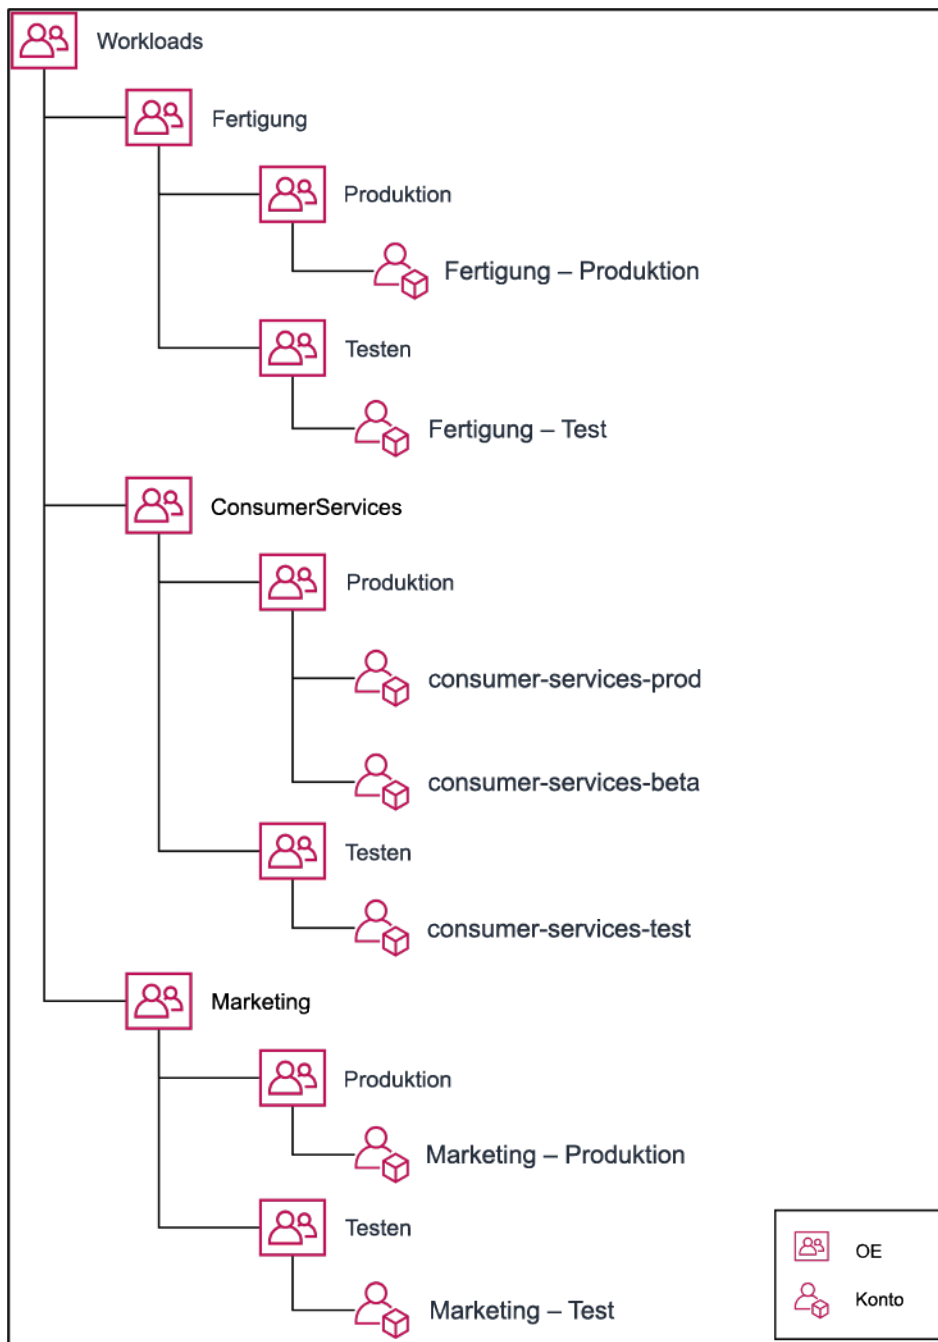 Workloads
Fertigung
Produktion
Fertigung – Produktion
Testen
Fertigung – Test
ConsumerServices
Produktion
consumer-services-prod
consumer-services-beta
Testen
consumer-services-test
Marketing
Produktion
Marketing – Produktion
Testen
Marketing – Test
OE
Konto